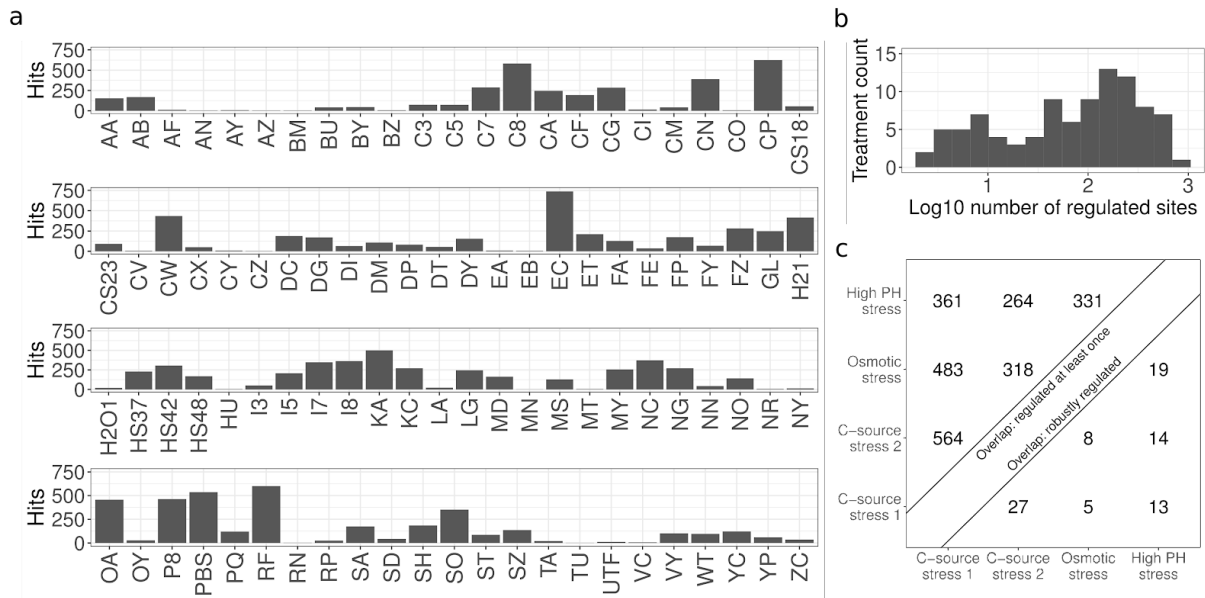 a
750
500
250
0
Hits
AA AB AF AN AY AZ BM BU BY BZ C3 C5 C7 C8 CA CF CG CI CM CN CO CP CS18
750
500
250
0
Hits
CS23 CV CW CX CY CZ DC DG DI DM DP DT DY EA EB EC ET FA FE FP FY FZ GL H21
750
500
250
0
Hits
H2O1 HS37 HS42 HS48 HU I3 I5 I7 I8 KA KC LA LG MD MN MS MT MY NC NG NN NO NR NY
750
500
250
0
Hits
OA OY P8 PBS PQ RF RN RP SA SD SH SO ST SZ TA TU UTF VC VY WT YC YP ZC
b
15
10
5
0
Treatment count
1 2 3
Log10 number of regulated sites
c
High PH
stress
361 264 331
Osmotic
stress
483 318 19
C-source
stress 2
564 8 14
C-source
stress 1
27 5 13
Overlap: regulated at least once
Overlap: robustly regulated
C-source
stress 1
C-source
stress 2
Osmotic
stress
High PH
stress